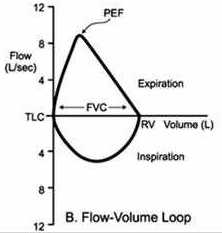 12
PEF
Flow
(L/sec)
8
4
Expiration
FVC
TLC
RV Volume (L)
4
Inspiration
8
12
B. Flow-Volume Loop